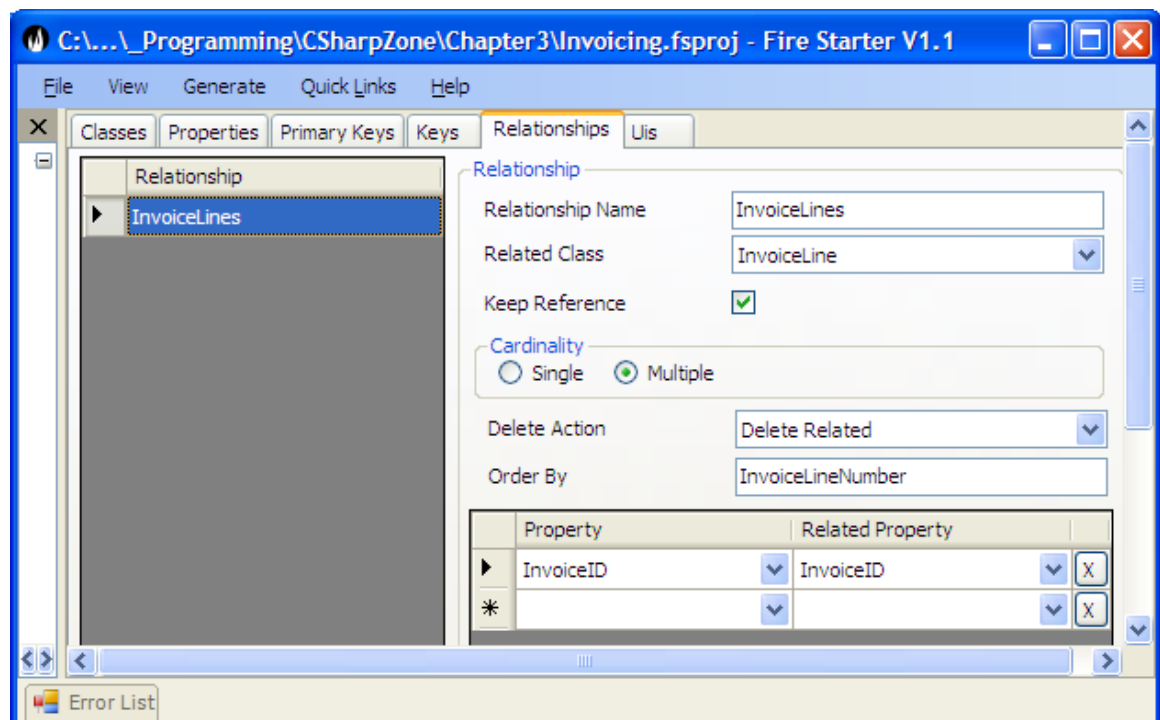 C:\...\_Programming\CSharpZone\Chapter3\Invoicing.fsproj - Fire Starter V1.1
File View Generate Quick Links Help
Classes Properties Primary Keys Keys Relationships Uis
Relationship
InvoiceLines
Relationship
Relationship Name InvoiceLines
Related Class InvoiceLine
Keep Reference
Cardinality
Single Multiple
Delete Action Delete Related
Order By InvoiceLineNumber
Property Related Property
InvoiceID InvoiceID X
X
Error List